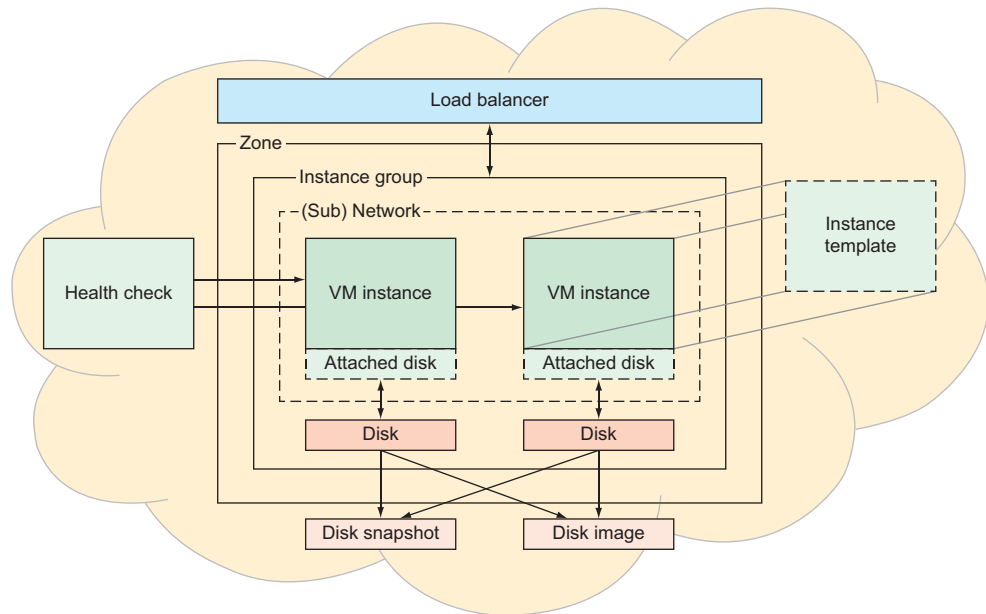 Load balancer
Zone
Instance group
(Sub) Network
Instance
template
Health check
VM instance
VM instance
Attached disk
Attached disk
Disk
Disk
Disk snapshot
Disk image